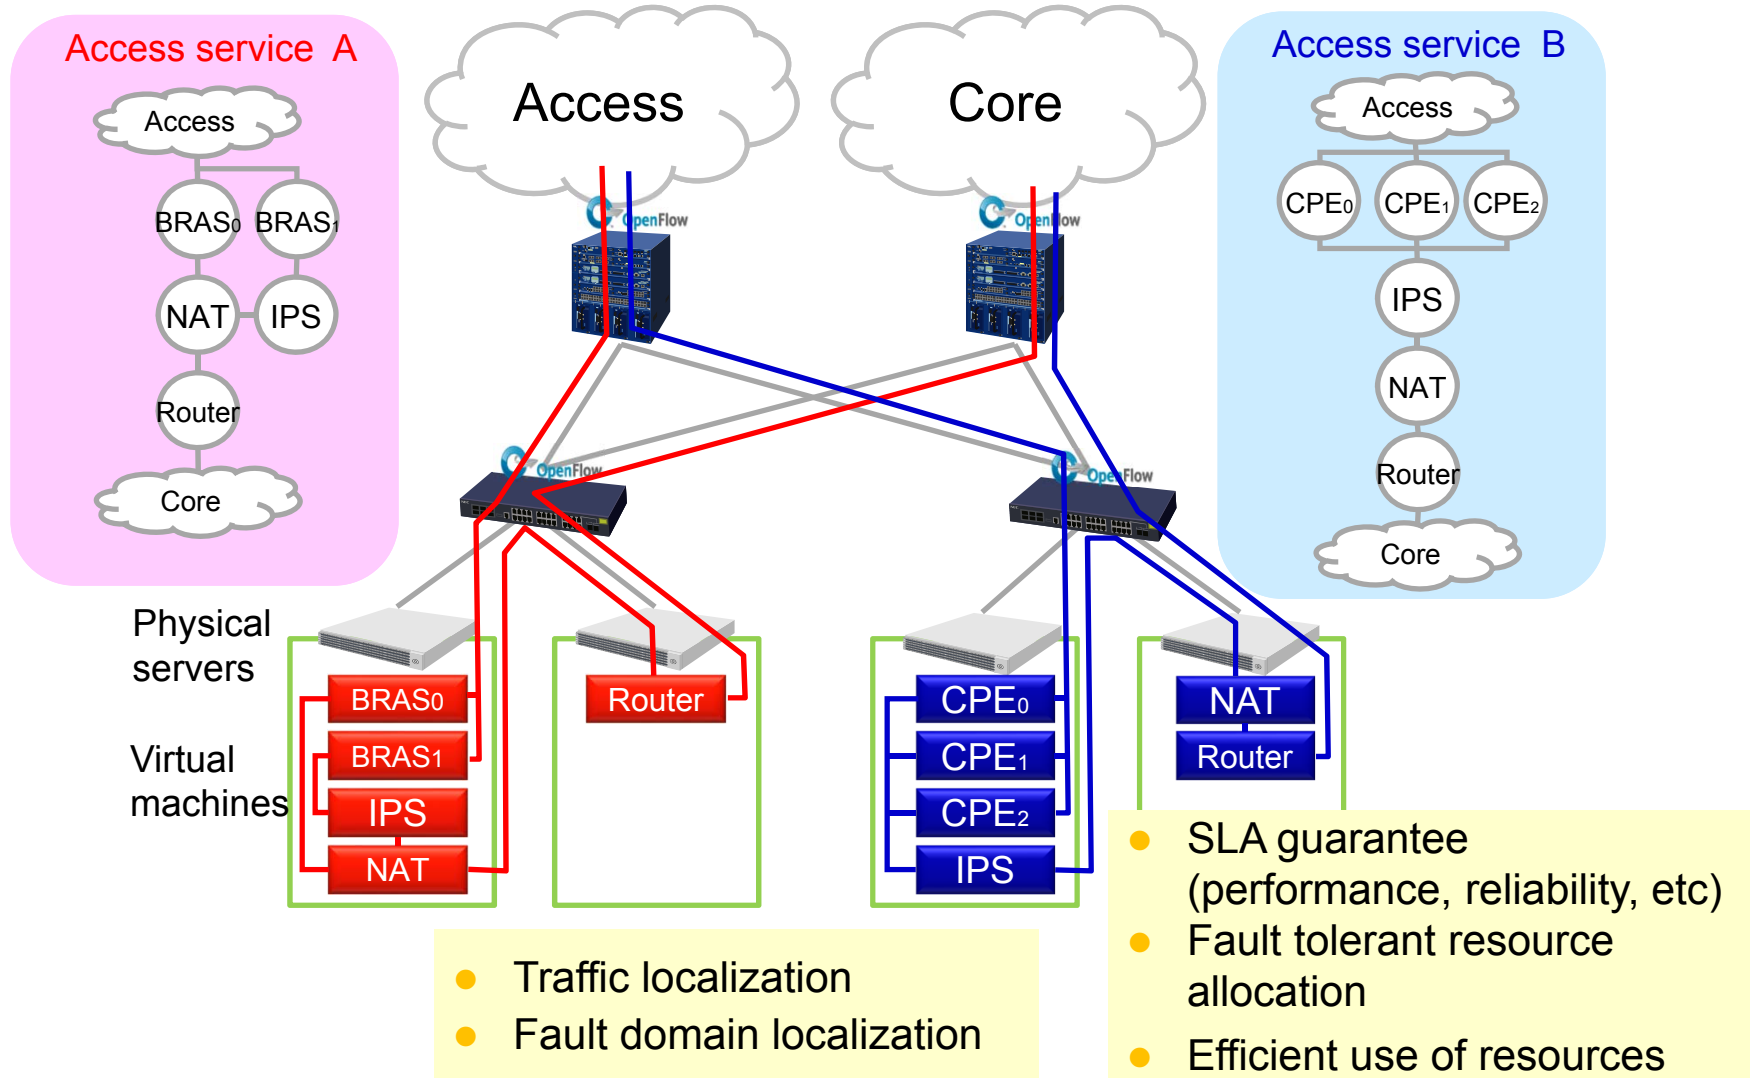 Access service A
Access
BRAS0
BRAS1
NAT
IPS
Router
Core
Access
Core
OpenFlow
OpenFlow
OpenFlow
OpenFlow
Access service B
Access
CPE0
CPE1
CPE2
IPS
NAT
Router
Core
Physical
servers
Virtual
machines
BRAS0
BRAS1
IPS
NAT
Router
CPE0
CPE1
CPE2
IPS
NAT
Router
● Traffic localization
● Fault domain localization
● SLA guarantee
(performance, reliability, etc)
● Fault tolerant resource
allocation
● Efficient use of resources